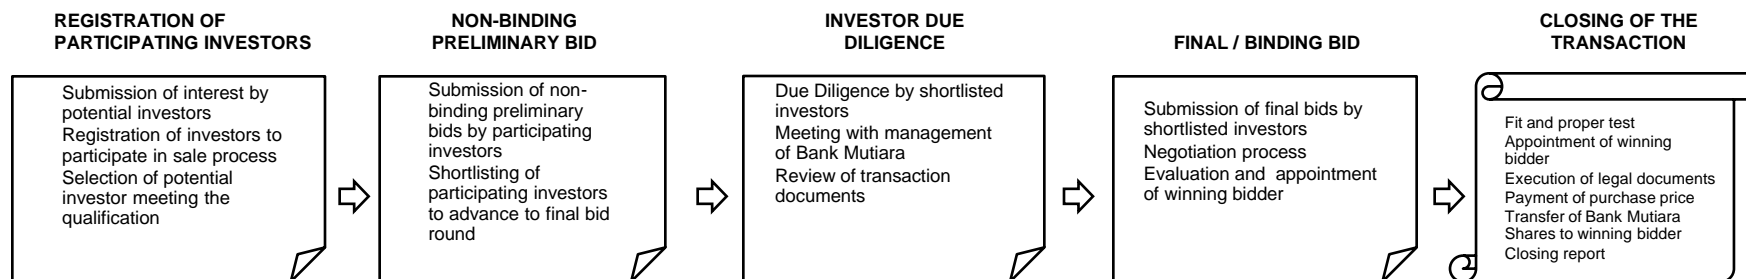 REGISTRATION OF
PARTICIPATING INVESTORS
Submission of interest by
potential investors
Registration of investors to
participate in sale process
Selection of potential
investor meeting the
qualification
NON-BINDING
PRELIMINARY BID
Submission of non-
binding preliminary
bids by participating
investors
Shortlisting of
participating investors
to advance to final bid
round
INVESTOR DUE
DILIGENCE
Due Diligence by shortlisted
investors
Meeting with management
of Bank Mutiara
Review of transaction
documents
FINAL / BINDING BID
Submission of final bids by
shortlisted investors
Negotiation process
Evaluation and appointment
of winning bidder
CLOSING OF THE
TRANSACTION
Fit and proper test
Appointment of winning
bidder
Execution of legal documents
Payment of purchase price
Transfer of Bank Mutiara
Shares to winning bidder
Closing report